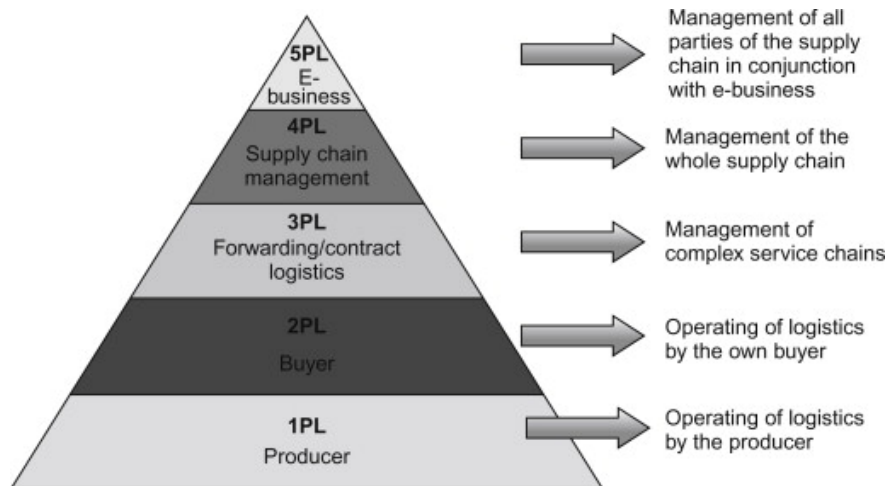 5PL
E-
business
Management of all
parties of the supply
chain in conjunction
with e-business
4PL
Supply chain
management
Management of the
whole supply chain
3PL
Forwarding/contract
logistics
Management of
complex service chains
2PL
Buyer
Operating of logistics
by the own buyer
1PL
Producer
Operating of logistics
by the producer